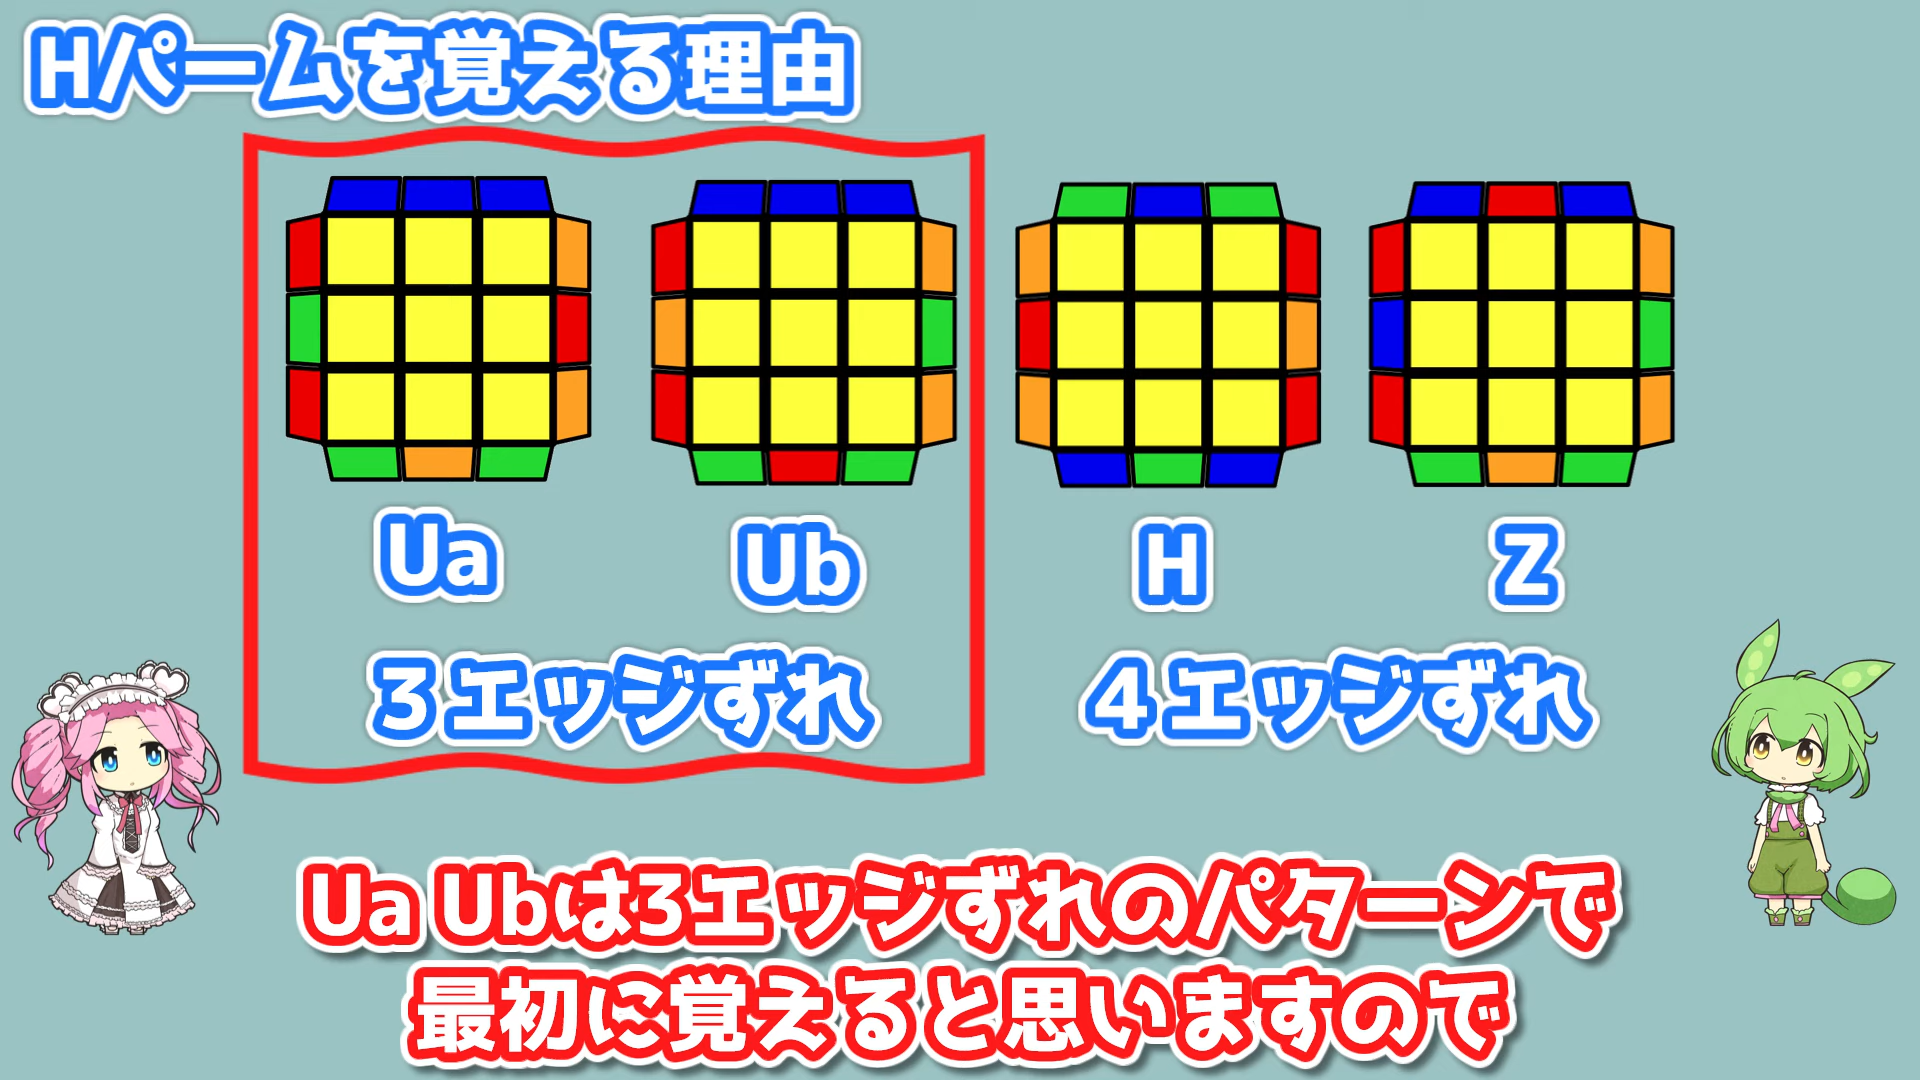 Hパームを覚える理由
Ua
Ub
H
Z
3エッジずれ
4エッジずれ
Ua Ubは3エッジずれのパターンで
最初に覚えると思いますので